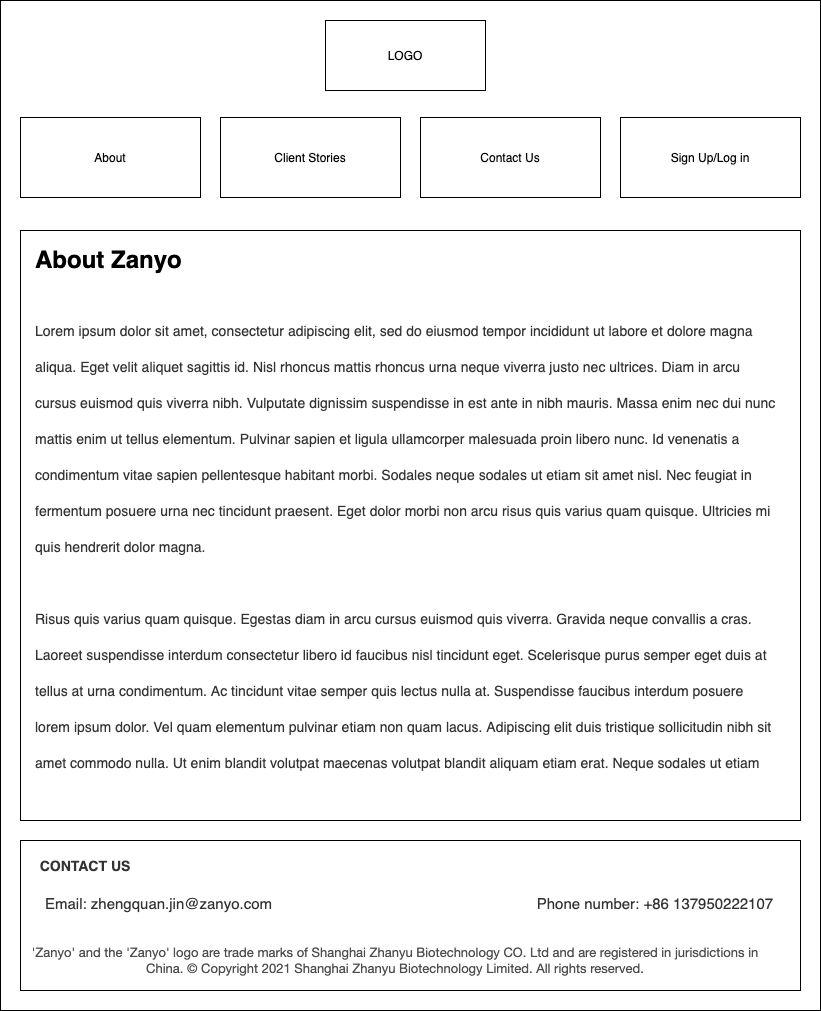 LOGO
About
Client Stories
Contact Us
Sign Up/Log in
About Zanyo
Lorem ipsum dolor sit amet, consectetur adipiscing elit, sed do eiusmod tempor incididunt ut labore et dolore magna
aliqua. Eget velit aliquet sagittis id. Nisl rhoncus mattis rhoncus urna neque viverra justo nec ultrices. Diam in arcu
cursus euismod quis viverra nibh. Vulputate dignissim suspendisse in est ante in nibh mauris. Massa enim nec dui nunc
mattis enim ut tellus elementum. Pulvinar sapien et ligula ullamcorper malesuada proin libero nunc. Id venenatis a
condimentum vitae sapien pellentesque habitant morbi. Sodales neque sodales ut etiam sit amet nisl. Nec feugiat in
fermentum posuere urna nec tincidunt praesent. Eget dolor morbi non arcu risus quis varius quam quisque. Ultricies mi
quis hendrerit dolor magna.
Risus quis varius quam quisque. Egestas diam in arcu cursus euismod quis viverra. Gravida neque convallis a cras.
Laoreet suspendisse interdum consectetur libero id faucibus nisl tincidunt eget. Scelerisque purus semper eget duis at
tellus at urna condimentum. Ac tincidunt vitae semper quis lectus nulla at. Suspendisse faucibus interdum posuere
lorem ipsum dolor. Vel quam elementum pulvinar etiam non quam lacus. Adipiscing elit duis tristique sollicitudin nibh sit
amet commodo nulla. Ut enim blandit volutpat maecenas volutpat blandit aliquam etiam erat. Neque sodales ut etiam
CONTACT US
Email: zhengquan.jin@zanyo.com
Phone number: +86 137950222107
'Zanyo' and the 'Zanyo' logo are trade marks of Shanghai Zhanyu Biotechnology CO. Ltd and are registered in jurisdictions in
China. © Copyright 2021 Shanghai Zhanyu Biotechnology Limited. All rights reserved.